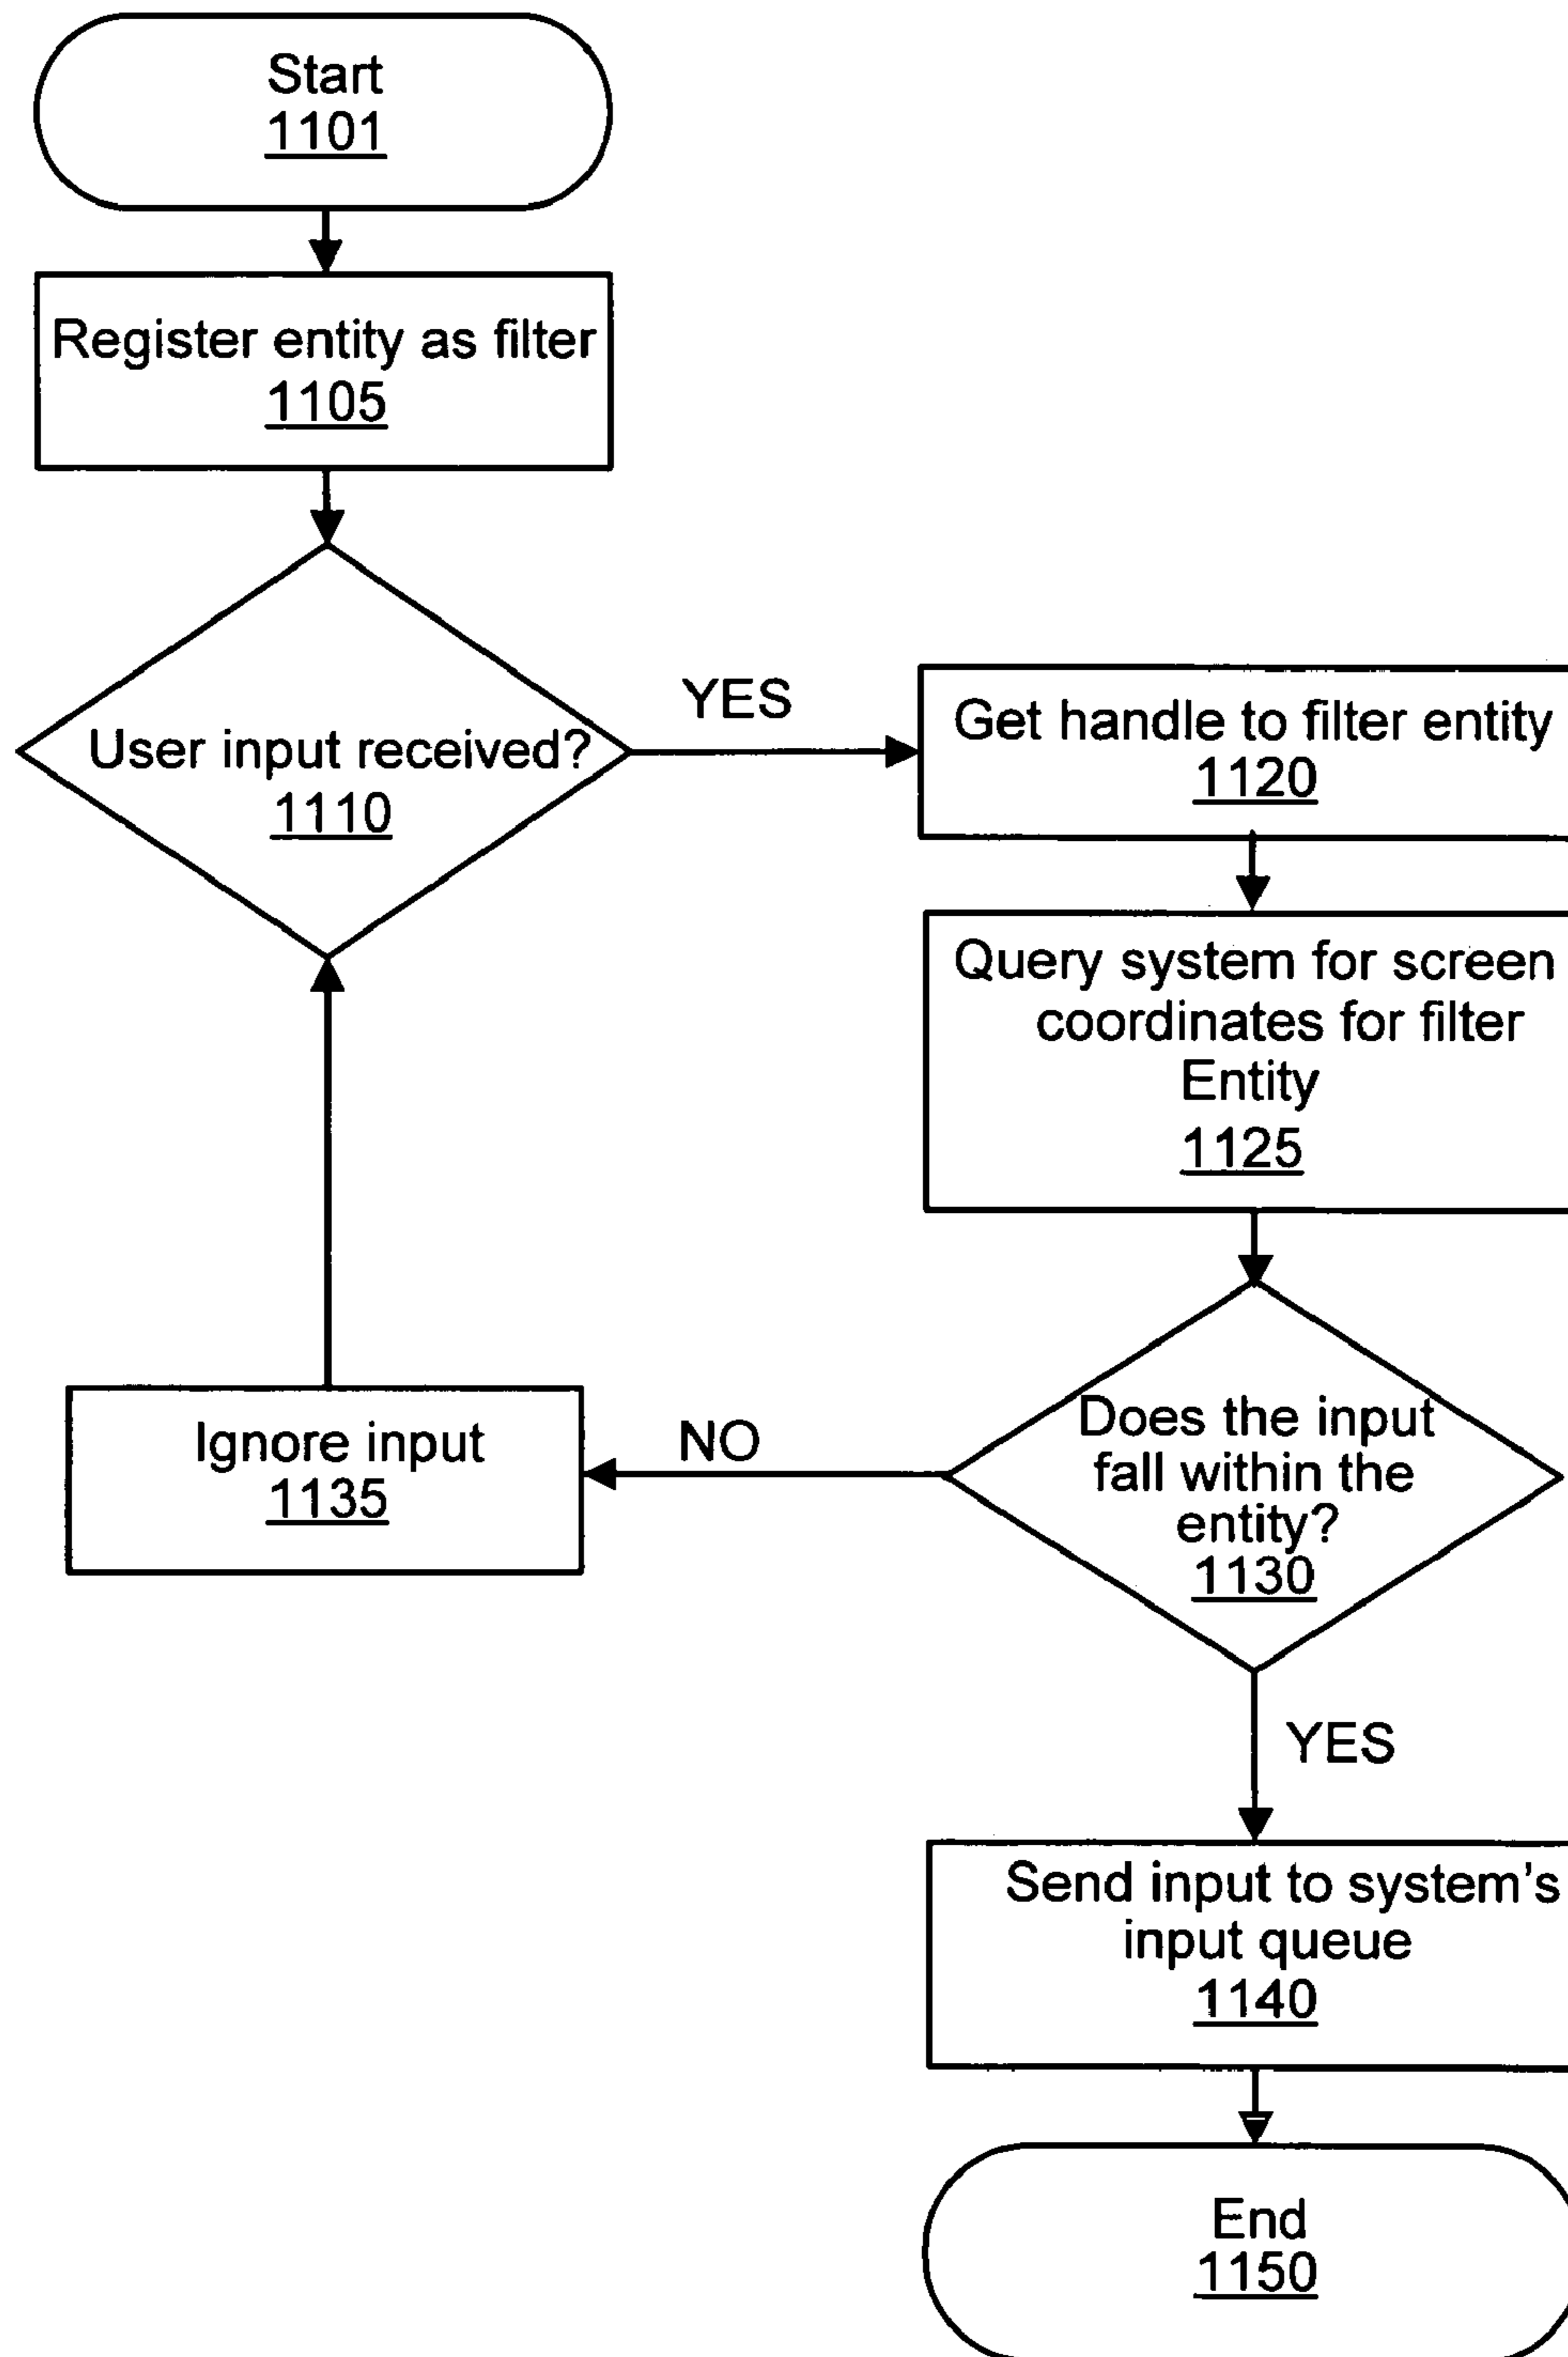 Start
1101
Register entity as filter
1105
User input received?
1110
YES
Get handle to filter entity
1120
Query system for screen
coordinates for filter
Entity
1125
Does the input
fall within the
entity?
1130
NO
Ignore input
1135
YES
Send input to system's
input queue
1140
End
1150